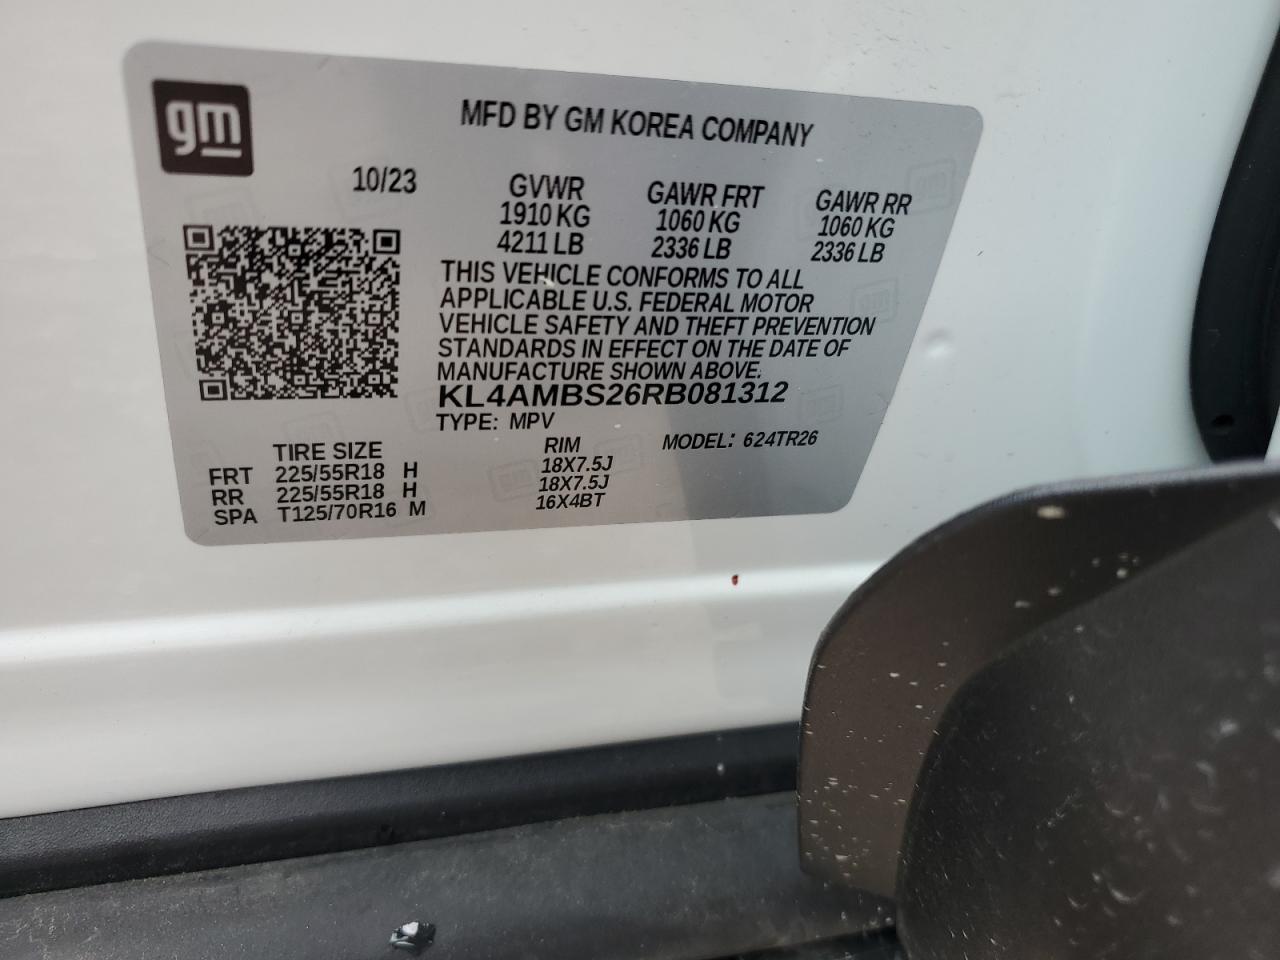 gm
MFD BY GM KOREA COMPANY
10/23
GVWR GAWR FRT GAWR RR
1910 KG 1060 KG 1060 KG
4211 LB 2336 LB 2336 LB
THIS VEHICLE CONFORMS TO ALL
APPLICABLE U.S. FEDERAL MOTOR
VEHICLE SAFETY AND THEFT PREVENTION
STANDARDS IN EFFECT ON THE DATE OF
MANUFACTURE SHOWN ABOVE.
KL4AMBS26RB081312
TYPE: MPV
MODEL: 624TR26
TIRE SIZE RIM
FRT 225/55R18 H 18X7.5J
RR 225/55R18 H 18X7.5J
SPA T125/70R16 M 16X4BT